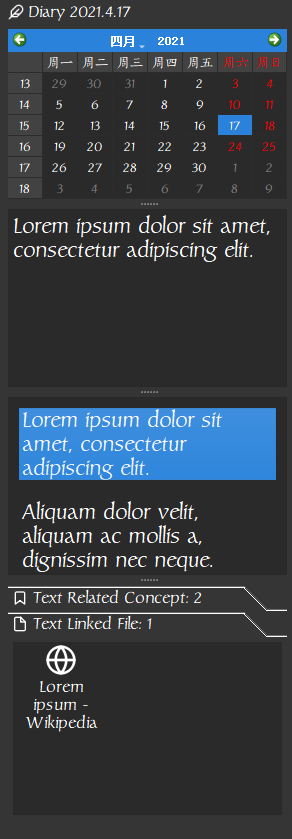 Diary 2021.4.17
四月 2021
周一 周二 周三 周四 周五 周六 周日
13 29 30 31 1 2 3 4
14 5 6 7 8 9 10 11
15 12 13 14 15 16 17 18
16 19 20 21 22 23 24 25
17 26 27 28 29 30 1 2
18 3 4 5 6 7 8 9
Lorem ipsum dolor sit amet,
consectetur adipiscing elit.
Lorem ipsum dolor sit
amet, consectetur
adipiscing elit.
Aliquam dolor velit,
aliquam ac mollis a,
dignissim nec neque.
Text Related Concept: 2
Text Linked File: 1
Lorem
ipsum -
Wikipedia